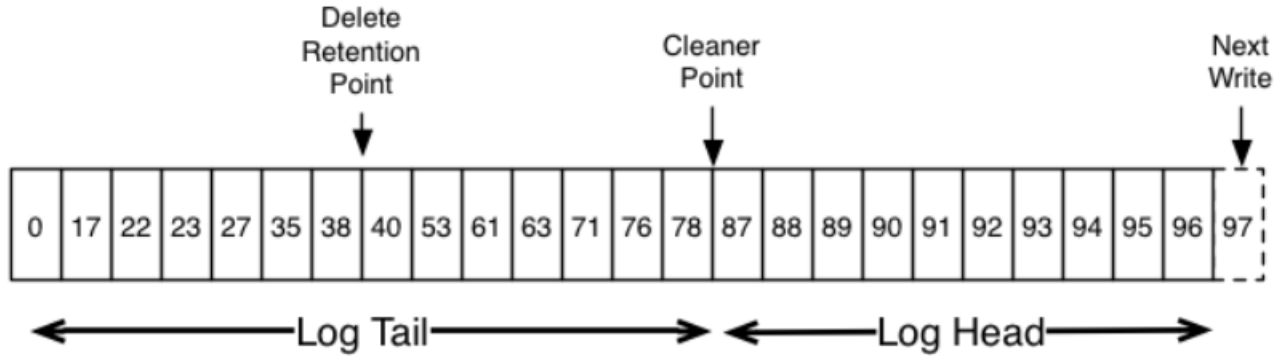 Delete
Retention
Point
Cleaner
Point
Next
Write
0 17 22 23 27 35 38 40 53 61 63 71 76 78 87 88 89 90 91 92 93 94 95 96 97
Log Tail
Log Head